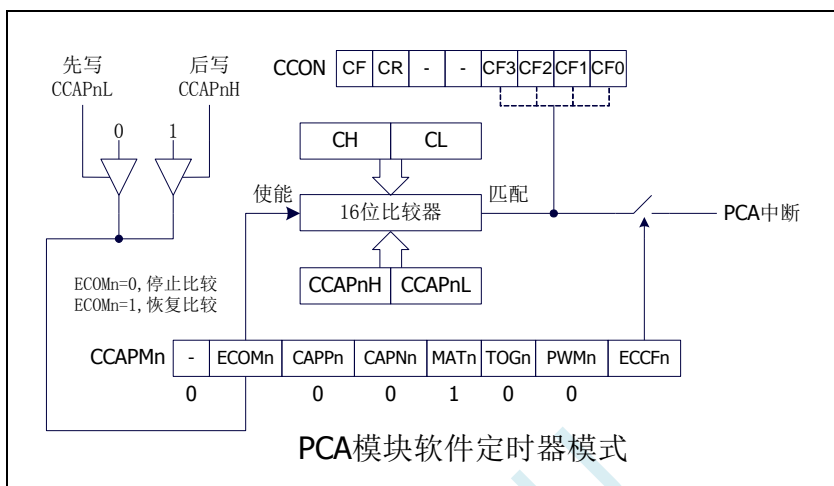 先写
CCAPnL
后写
CCAPnH
CCON CF CR - - CF3 CF2 CF1 CF0
0 1
CH CL
使能
16位比较器
匹配
PCA中断
CCAPnH CCAPnL
ECOMn=0,停止比较
ECOMn=1,恢复比较
CCAPMn - ECOMn CAPPn CAPNn MATn TOGn PWMn ECCFn
0 0 0 1 0 0
PCA模块软件定时器模式